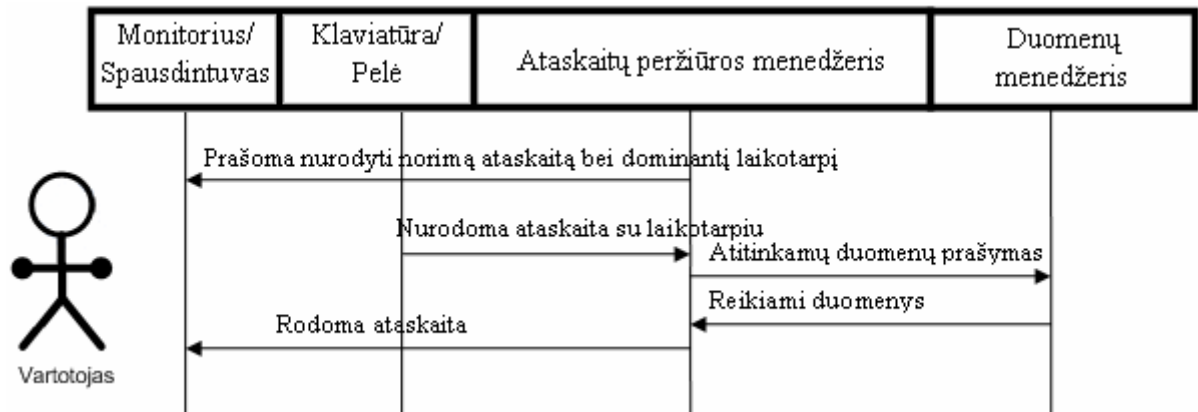 Monitorius/
Spausdintuvas
Klaviatūra/
Pelė
Ataskaitų peržiūros menedžeris
Duomenų
menedžeris
Prašoma nurodyti norimą ataskaitą bei dominantį laikotarpį
Nurodoma ataskaita su laikotarpiu
Atitinkamų duomenų prašymas
Reikiami duomenys
Rodoma ataskaita
Vartotojas